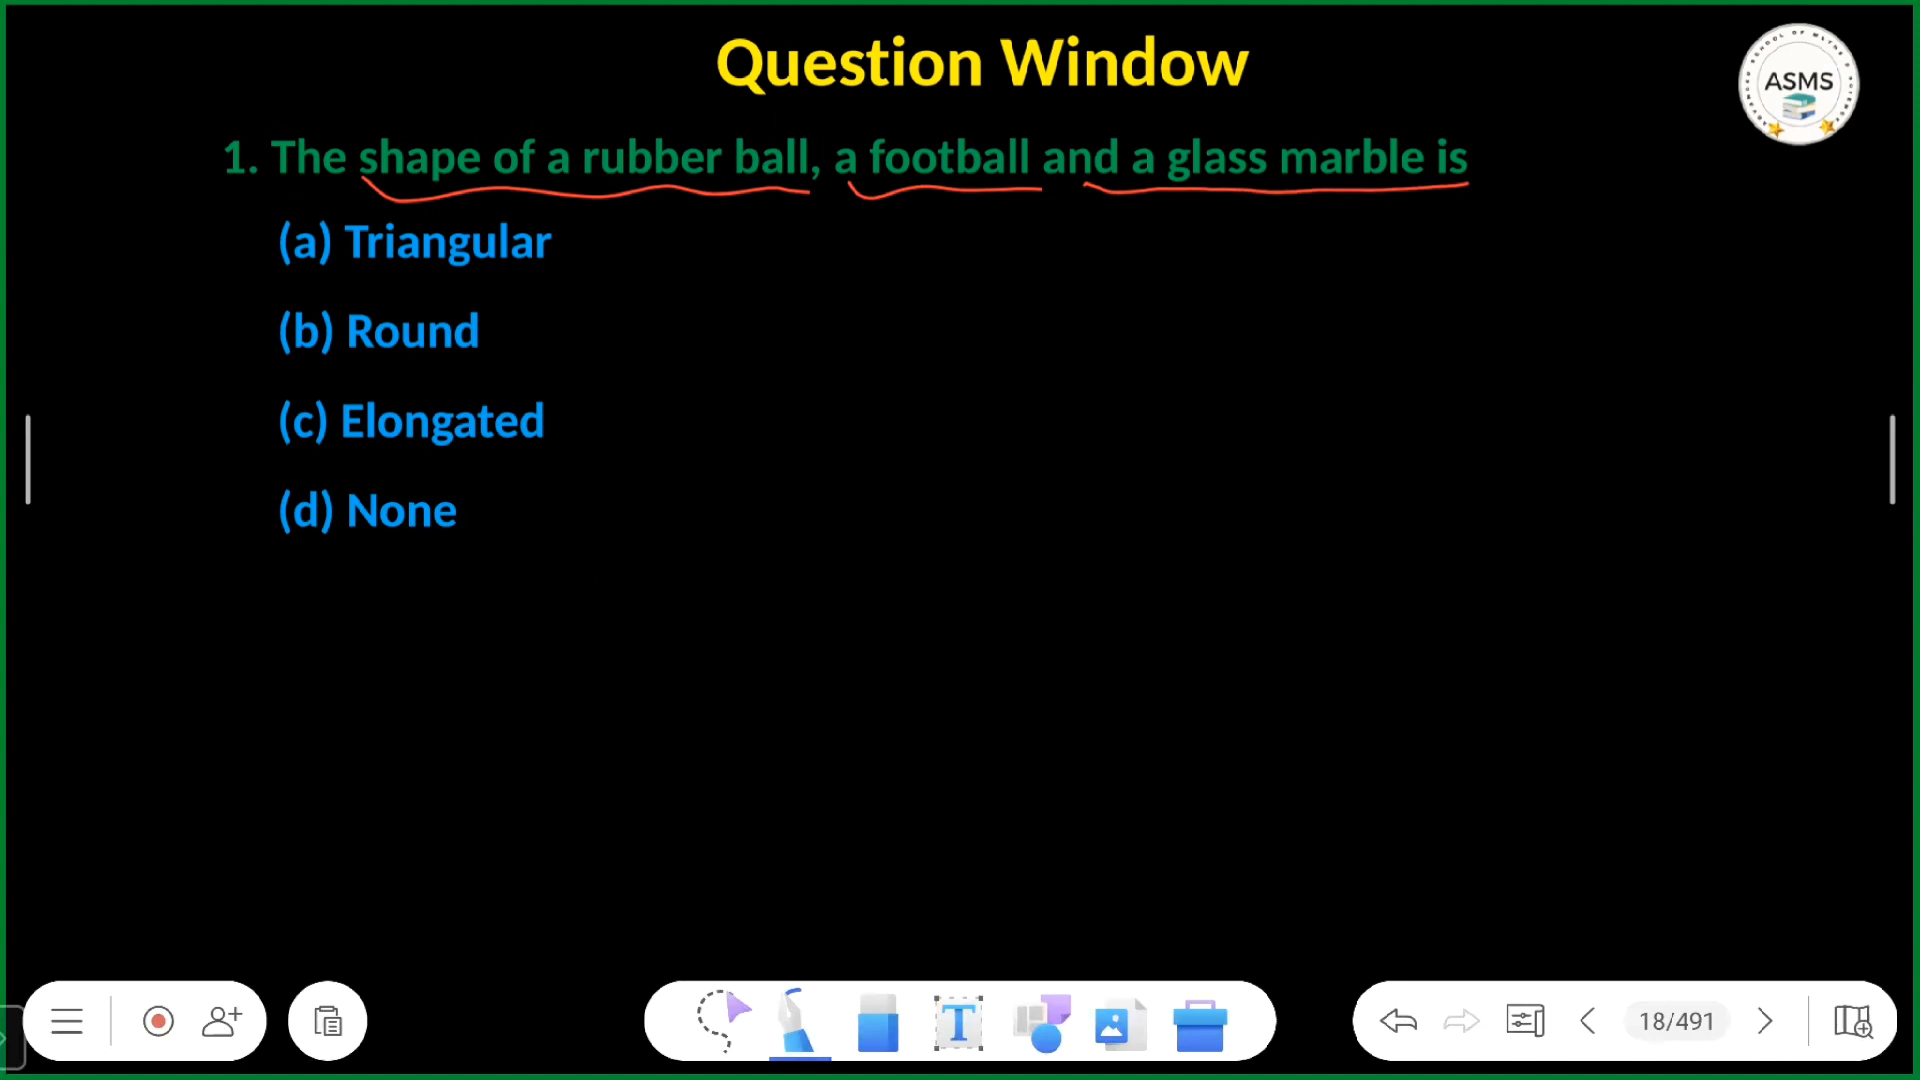 Question Window
ASMS
1. The shape of a rubber ball, a football and a glass marble is
(a) Triangular
(b) Round
(c) Elongated
(d) None
T
18/491